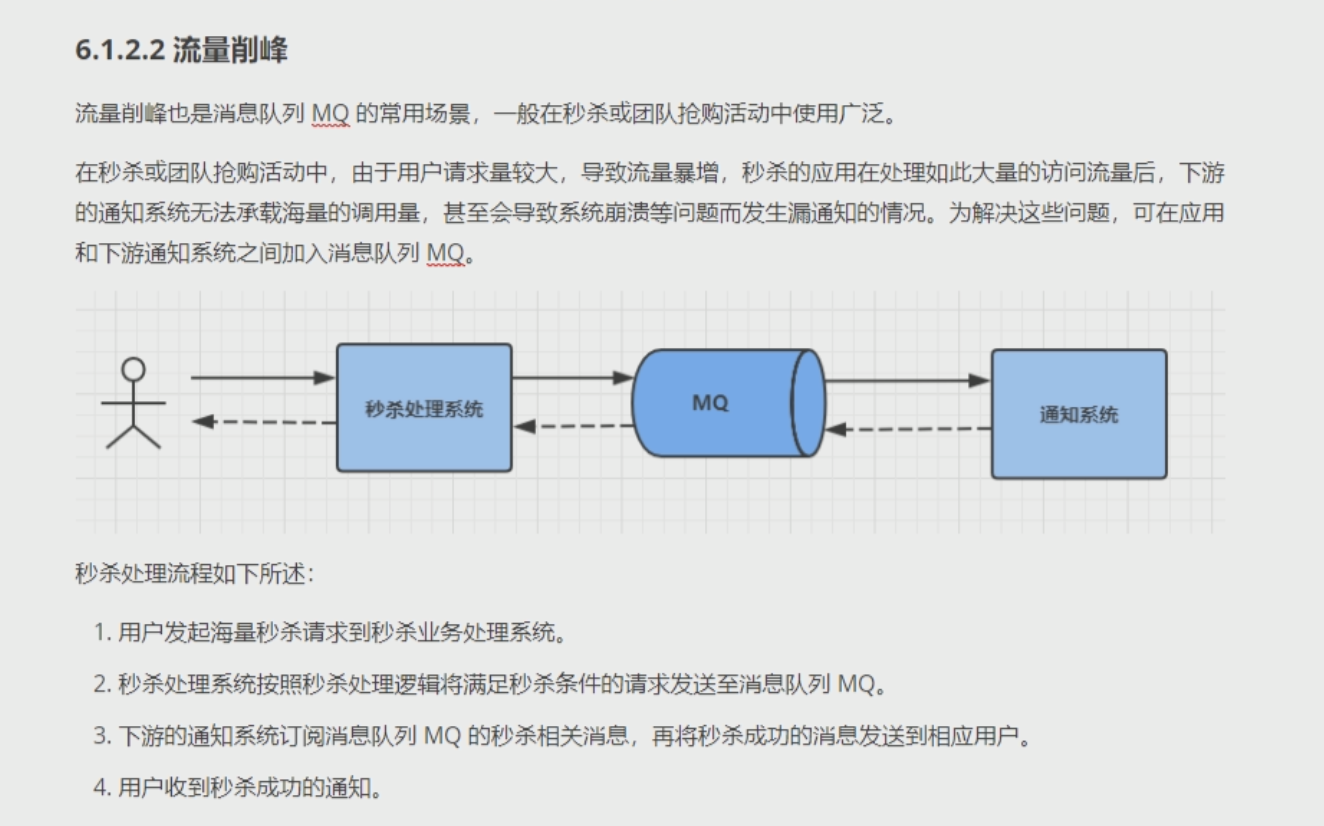 6.1.2.2 流量削峰
流量削峰也是消息队列 MQ 的常用场景，一般在秒杀或团队抢购活动中使用广泛。
在秒杀或团队抢购活动中，由于用户请求量较大，导致流量暴增，秒杀的应用在处理如此大量的访问流量后，下游
的通知系统无法承载海量的调用量，甚至会导致系统崩溃等问题而发生漏通知的情况。为解决这些问题，可在应用
和下游通知系统之间加入消息队列 MQ。
秒杀处理系统
MQ
通知系统
秒杀处理流程如下所述：
1. 用户发起海量秒杀请求到秒杀业务处理系统。
2. 秒杀处理系统按照秒杀处理逻辑将满足秒杀条件的请求发送至消息队列 MQ。
3. 下游的通知系统订阅消息队列 MQ 的秒杀相关消息，再将秒杀成功的消息发送到相应用户。
4. 用户收到秒杀成功的通知。